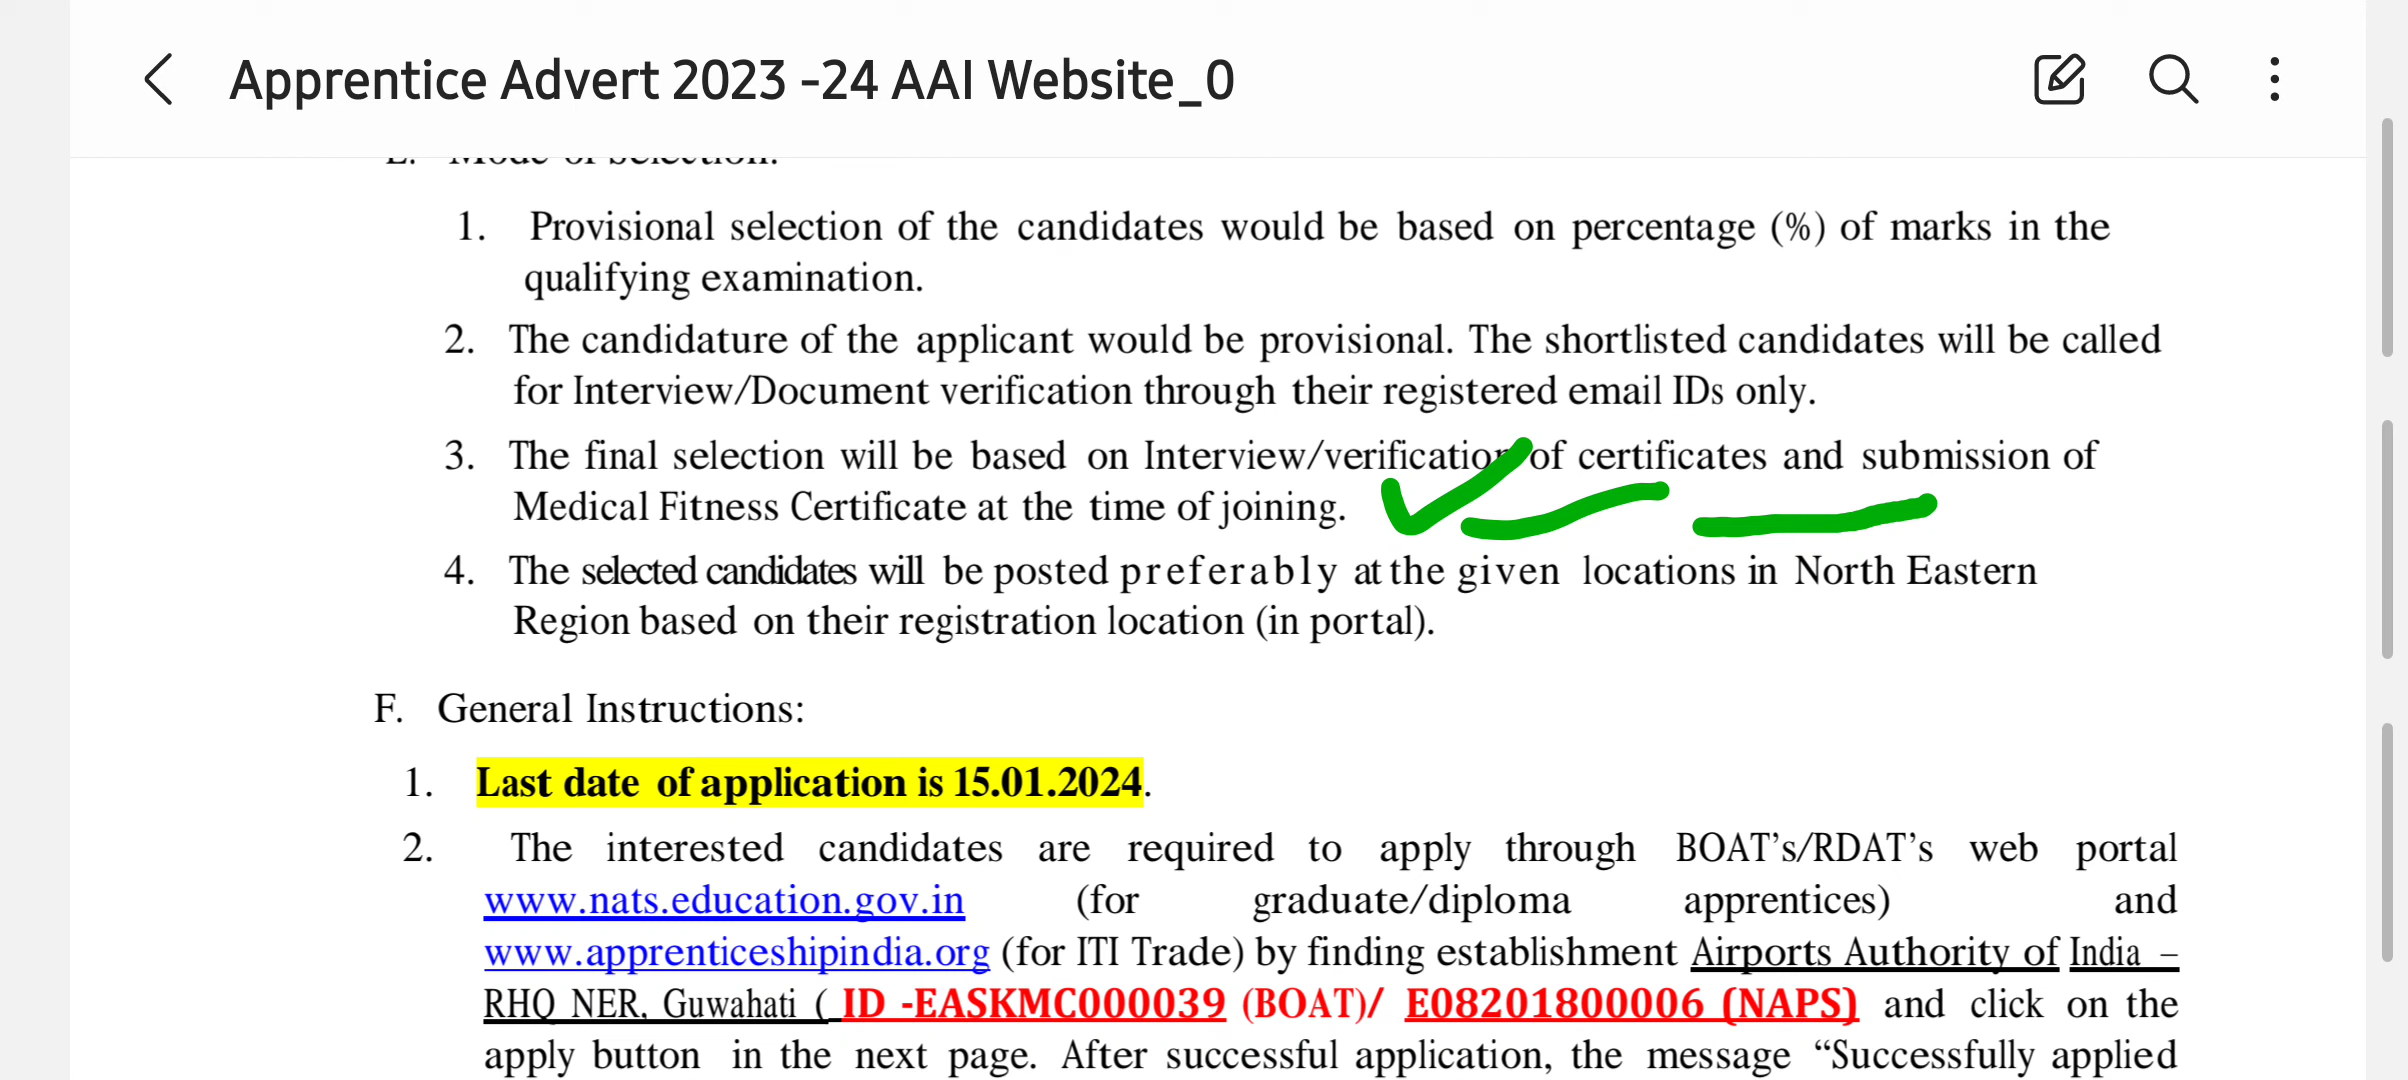 Apprentice Advert 2023 -24 AAI Website_0
Mode of Selection:
1. Provisional selection of the candidates would be based on percentage (%) of marks in the
qualifying examination.
2. The candidature of the applicant would be provisional. The shortlisted candidates will be called
for Interview/Document verification through their registered email IDs only.
3. The final selection will be based on Interview/verification of certificates and submission of
Medical Fitness Certificate at the time of joining.
4. The selected candidates will be posted preferably at the given locations in North Eastern
Region based on their registration location (in portal).
F. General Instructions:
1. Last date of application is 15.01.2024.
2. The interested candidates are required to apply through BOAT’s/RDAT’s web portal
www.nats.education.gov.in (for graduate/diploma apprentices) and
www.apprenticeshipindia.org (for ITI Trade) by finding establishment Airports Authority of India –
RHQ NER, Guwahati ( ID -EASKMC000039 (BOAT)/ E08201800006 (NAPS) and click on the
apply button in the next page. After successful application, the message “Successfully applied